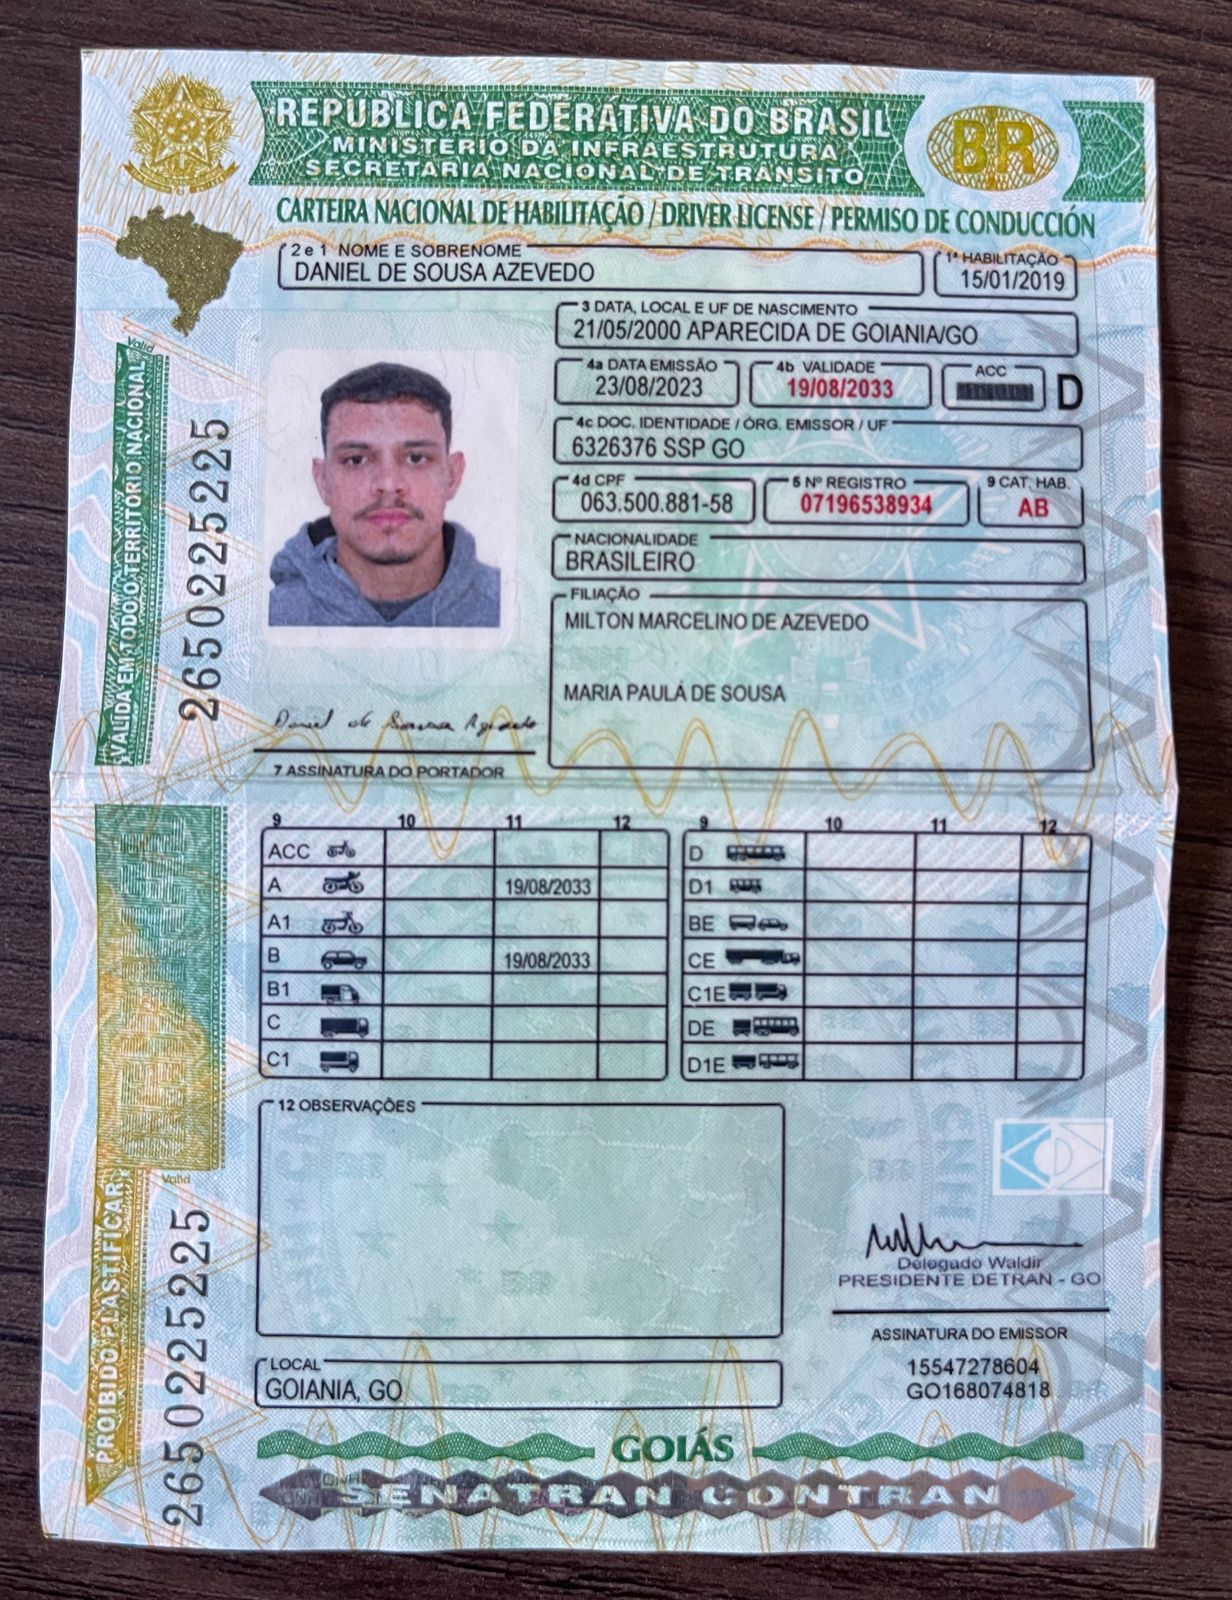 REPÚBLICA FEDERATIVA DO BRASIL
MINISTÉRIO DA INFRAESTRUTURA
SECRETARIA NACIONAL DE TRÂNSITO
BR
CARTEIRA NACIONAL DE HABILITAÇÃO / DRIVER LICENSE / PERMISO DE CONDUCCIÓN
2 e 1 NOME E SOBRENOME
DANIEL DE SOUSA AZEVEDO
1ª HABILITAÇÃO
15/01/2019
3 DATA, LOCAL E UF DE NASCIMENTO
21/05/2000 APARECIDA DE GOIANIA/GO
4a DATA EMISSÃO
23/08/2023
4b VALIDADE
19/08/2033
ACC
D
4c DOC. IDENTIDADE / ÓRG. EMISSOR / UF
6326376 SSP GO
4d CPF
063.500.881-58
5 Nº REGISTRO
07196538934
9 CAT. HAB.
AB
NACIONALIDADE
BRASILEIRO
FILIAÇÃO
MILTON MARCELINO DE AZEVEDO
MARIA PAULA DE SOUSA
Valid
VÁLIDA EM TODO O TERRITÓRIO NACIONAL
2650225225
Daniel de Sousa Azevedo
7 ASSINATURA DO PORTADOR
9 10 11 12
ACC
A 19/08/2033
A1
B 19/08/2033
B1
C
C1
9 10 11 12
D
D1
BE
CE
C1E
DE
D1E
12 OBSERVAÇÕES
Valid
PROIBIDO PLASTIFICAR
2650225225
Delegado Waldir
PRESIDENTE DETRAN - GO
ASSINATURA DO EMISSOR
15547278604
GO168074818
LOCAL
GOIANIA, GO
GOIÁS
SENATRAN CONTRAN